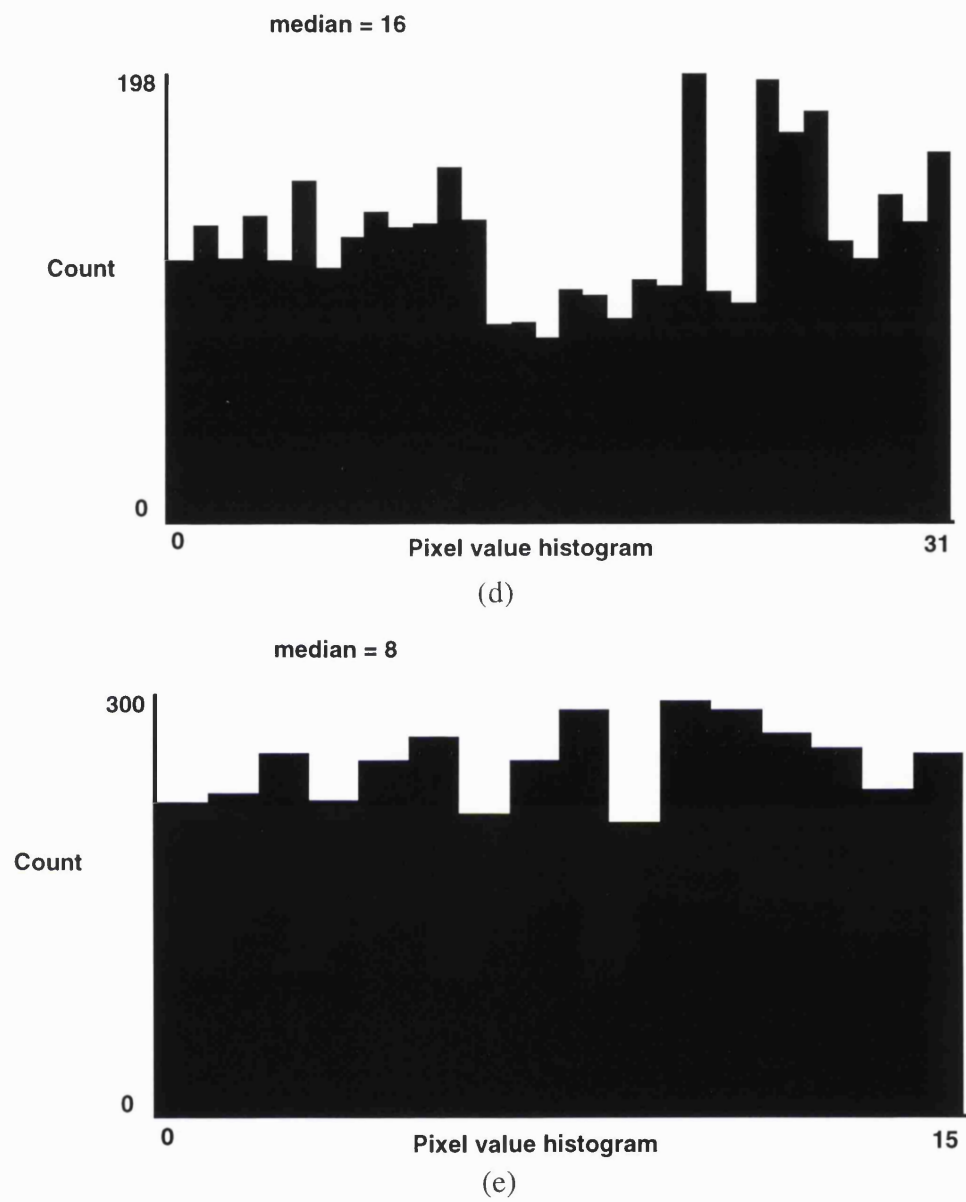 median = 16
198
Count
0
0
Pixel value histogram
31
(d)
median = 8
300
Count
0
0
Pixel value histogram
15
(e)